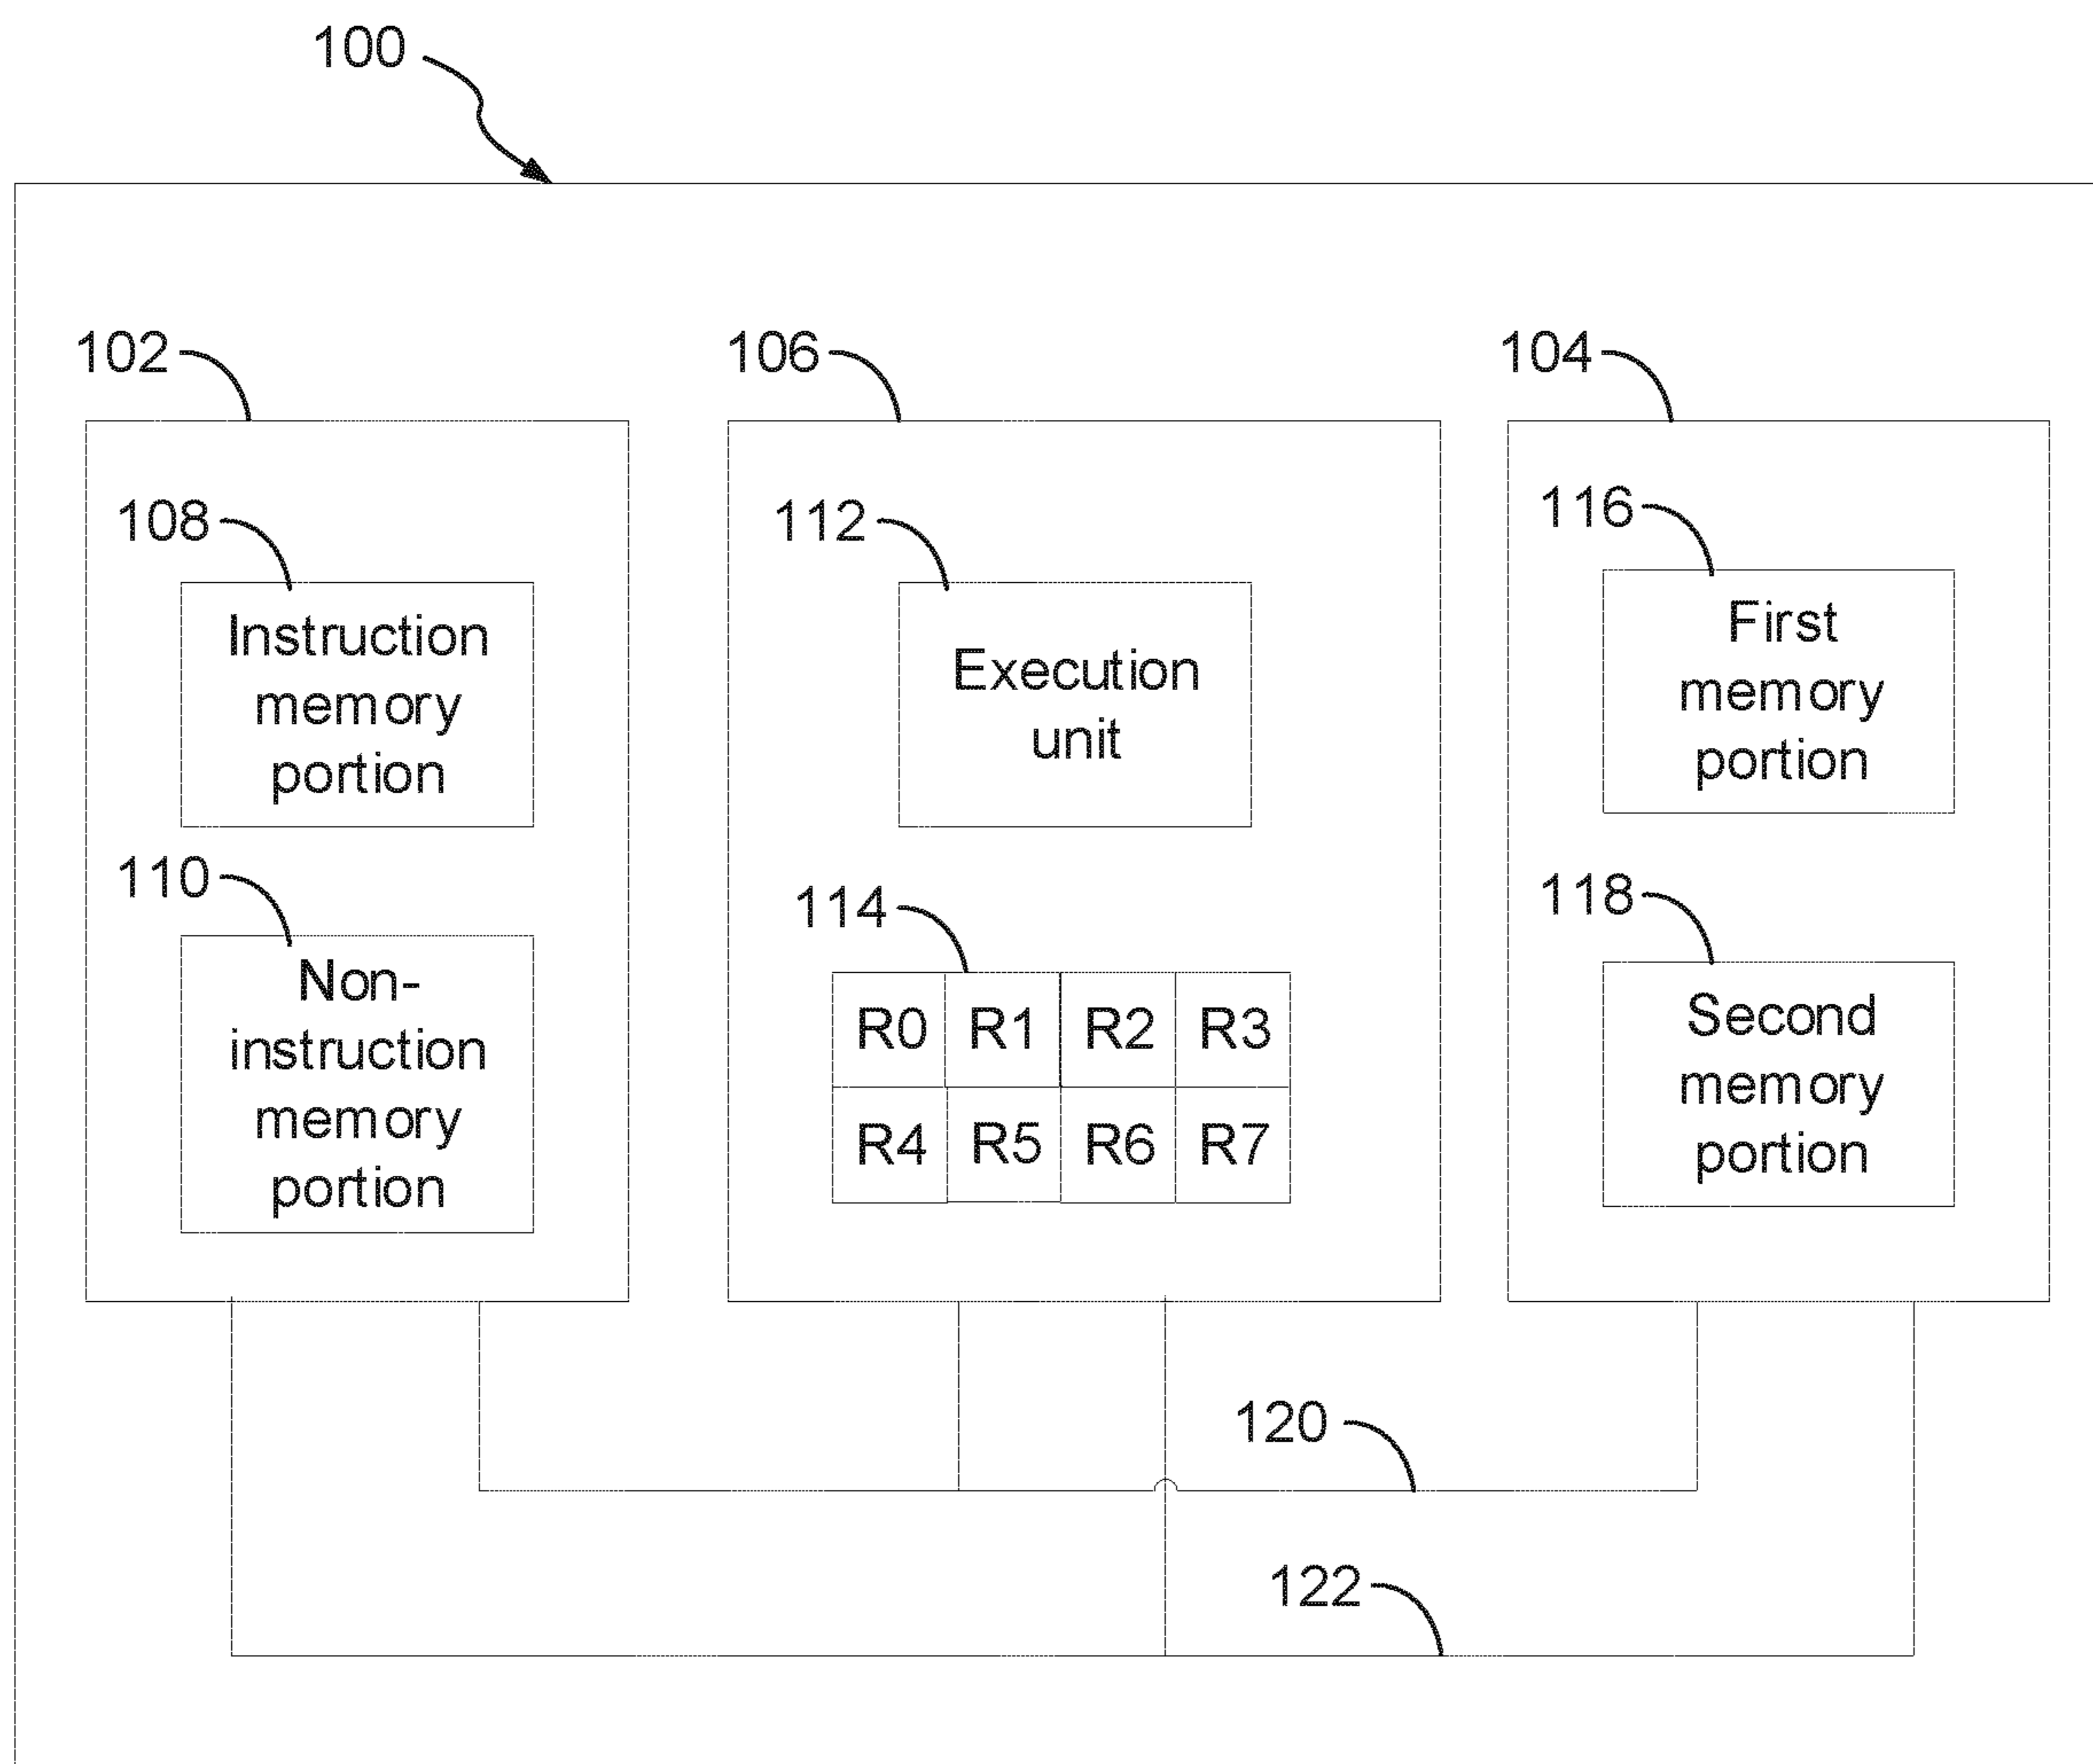 100
102
106
104
108
112
116
Instruction
memory
portion
Execution
unit
First
memory
portion
110
114
118
Non-
instruction
memory
portion
R0 R1 R2 R3
R4 R5 R6 R7
Second
memory
portion
120
122